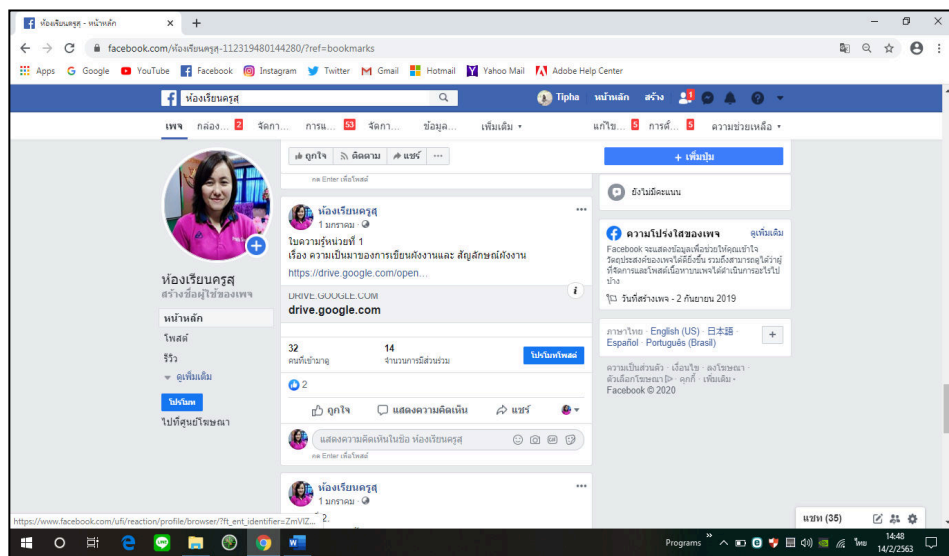 ห้องเรียนครูสุ - หน้าหลัก
facebook.com/ห้องเรียนครูสุ-112319480144280/?ref=bookmarks
Apps Google YouTube Facebook Instagram Twitter Gmail Hotmail Yahoo Mail Adobe Help Center
ห้องเรียนครูสุ Tipha หน้าหลัก สร้าง 1
เพจ กล่อง... 2 จัดกา... การแ... 53 จัดกา... ข้อมูล... เพิ่มเติม แก้ไข... 5 การตั้... 5 ความช่วยเหลือ
ห้องเรียนครูสุ
สร้างชื่อผู้ใช้ของเพจ
หน้าหลัก
โพสต์
รีวิว
ดูเพิ่มเติม
โปรโมท
ไปที่ศูนย์โฆษณา
ถูกใจ ติดตาม แชร์ ...
กด Enter เพื่อโพสต์
ห้องเรียนครูสุ
1 มกราคม ·
ใบความรู้หน่วยที่ 1
เรื่อง ความเป็นมาของการเขียนผังงานและ สัญลักษณ์ผังงาน
https://drive.google.com/open...
DRIVE.GOOGLE.COM
drive.google.com
32 14
คนที่เข้ามาดู จำนวนการมีส่วนร่วม โปรโมทโพสต์
2
ถูกใจ แสดงความคิดเห็น แชร์
แสดงความคิดเห็นในชื่อ ห้องเรียนครูสุ
กด Enter เพื่อโพสต์
ห้องเรียนครูสุ
1 มกราคม ·
2.
+ เพิ่มปุ่ม
ยังไม่มีคะแนน
ความโปร่งใสของเพจ ดูเพิ่มเติม
Facebook จะแสดงข้อมูลเพื่อช่วยให้คุณเข้าใจ
วัตถุประสงค์ของเพจได้ดียิ่งขึ้น รวมถึงสามารถดูได้ว่าผู้
ที่จัดการและโพสต์เนื้อหาบนเพจได้ดำเนินการอะไรไป
บ้าง
วันที่สร้างเพจ - 2 กันยายน 2019
ภาษาไทย · English (US) · 日本語 ·
Español · Português (Brasil)
ความเป็นส่วนตัว · เงื่อนไข · ลงโฆษณา ·
ตัวเลือกโฆษณา · คุกกี้ · เพิ่มเติม
Facebook © 2020
แชท (35)
https://www.facebook.com/ufi/reaction/profile/browser/?ft_ent_identifier=ZmVlZ...
Programs ไทย 14:48
14/2/2563